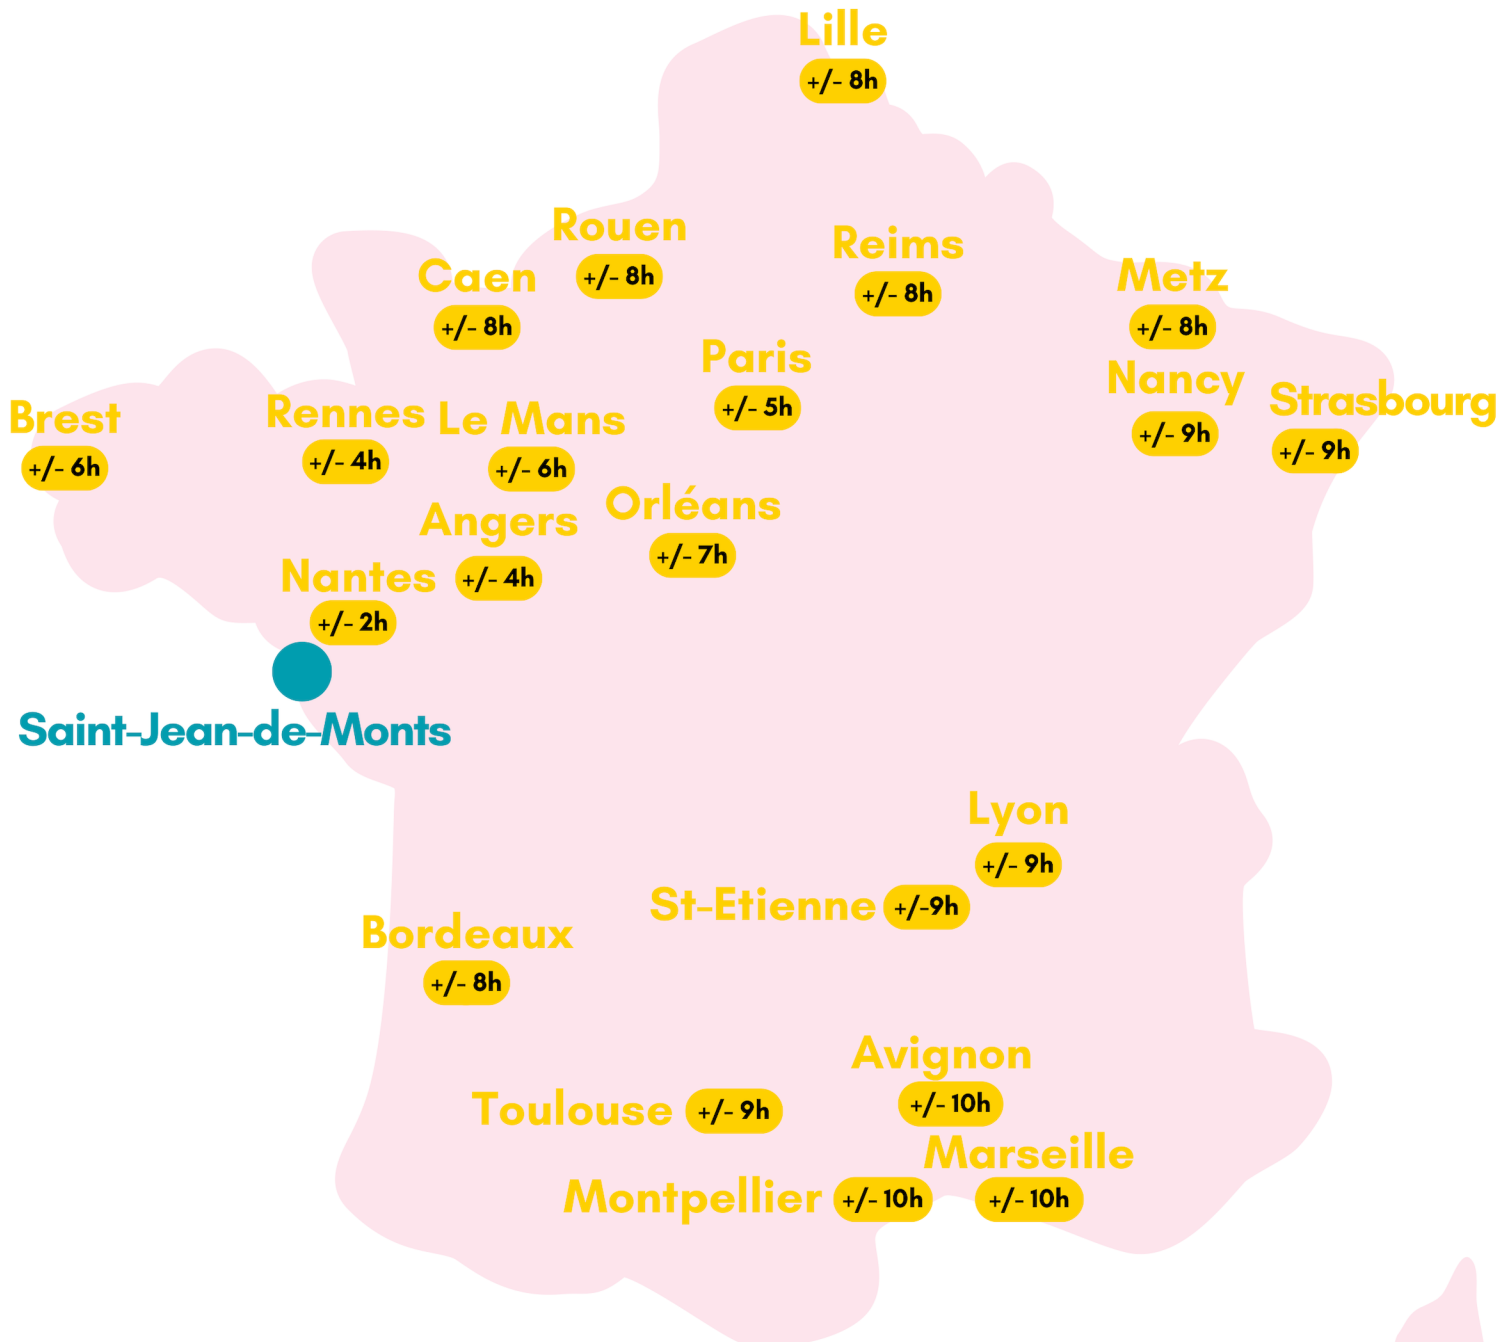 Lille
+/- 8h
Rouen
+/- 8h
Reims
+/- 8h
Caen
+/- 8h
Metz
+/- 8h
Paris
+/- 5h
Nancy
+/- 9h
Strasbourg
+/- 9h
Brest
+/- 6h
Rennes
+/- 4h
Le Mans
+/- 6h
Orléans
+/- 7h
Angers
+/- 4h
Nantes
+/- 2h
Saint-Jean-de-Monts
Lyon
+/- 9h
St-Etienne +/-9h
Bordeaux
+/- 8h
Avignon
+/- 10h
Toulouse +/- 9h
Marseille
+/- 10h
Montpellier +/- 10h